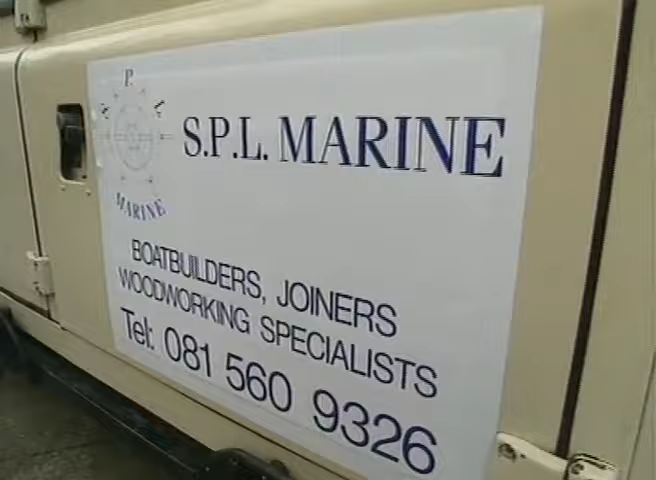 S. P. L.
MARINE
S.P.L. MARINE
BOATBUILDERS, JOINERS
WOODWORKING SPECIALISTS
Tel: 081 560 9326